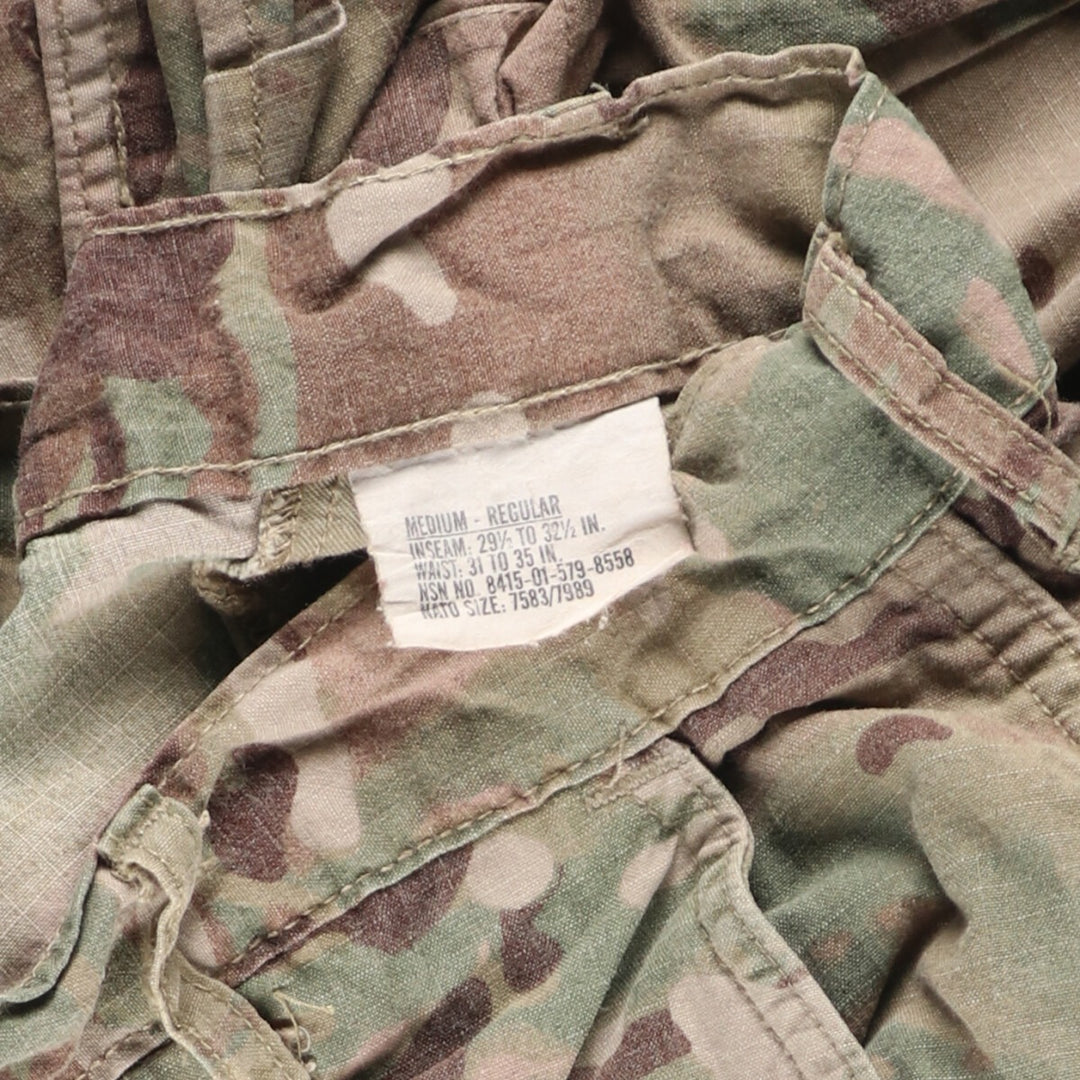 MEDIUM - REGULAR
INSEAM: 29½ TO 32½ IN.
WAIST: 31 TO 35 IN.
NSN NO. 8415-01-579-8558
NATO SIZE: 7583/7989